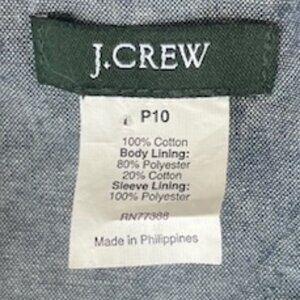 J.CREW
P10
100% Cotton
Body Lining:
80% Polyester
20% Cotton
Sleeve Lining:
100% Polyester
RN77388
Made in Philippines